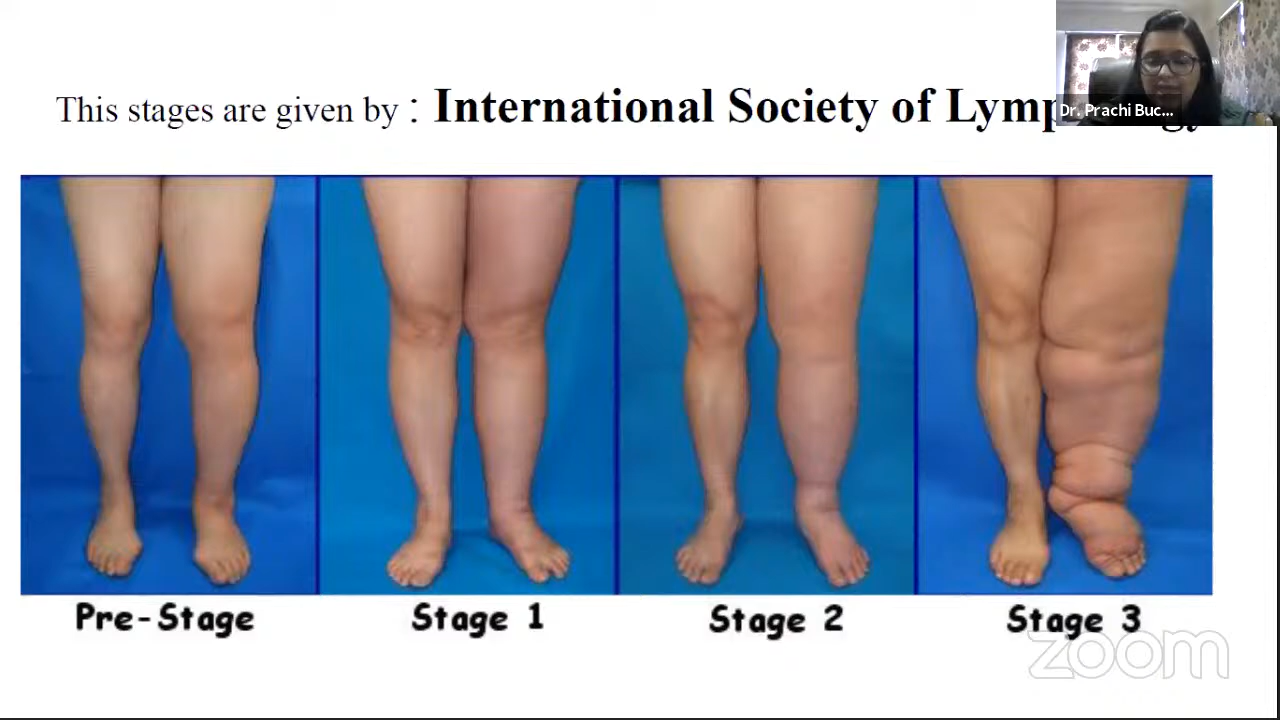 This stages are given by : International Society of Lymp gy
Dr. Prachi Buc...
Pre-Stage
Stage 1
Stage 2
Stage 3
zoom